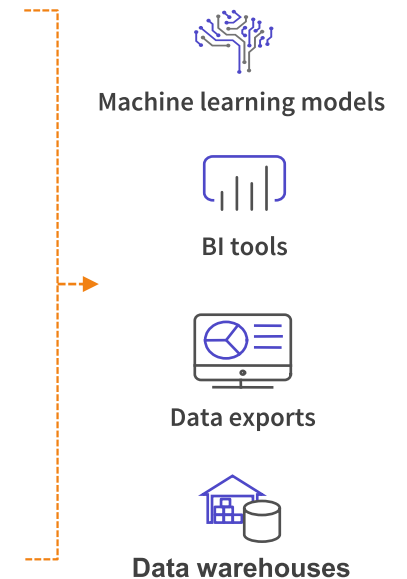 Machine learning models
BI tools
Data exports
Data warehouses